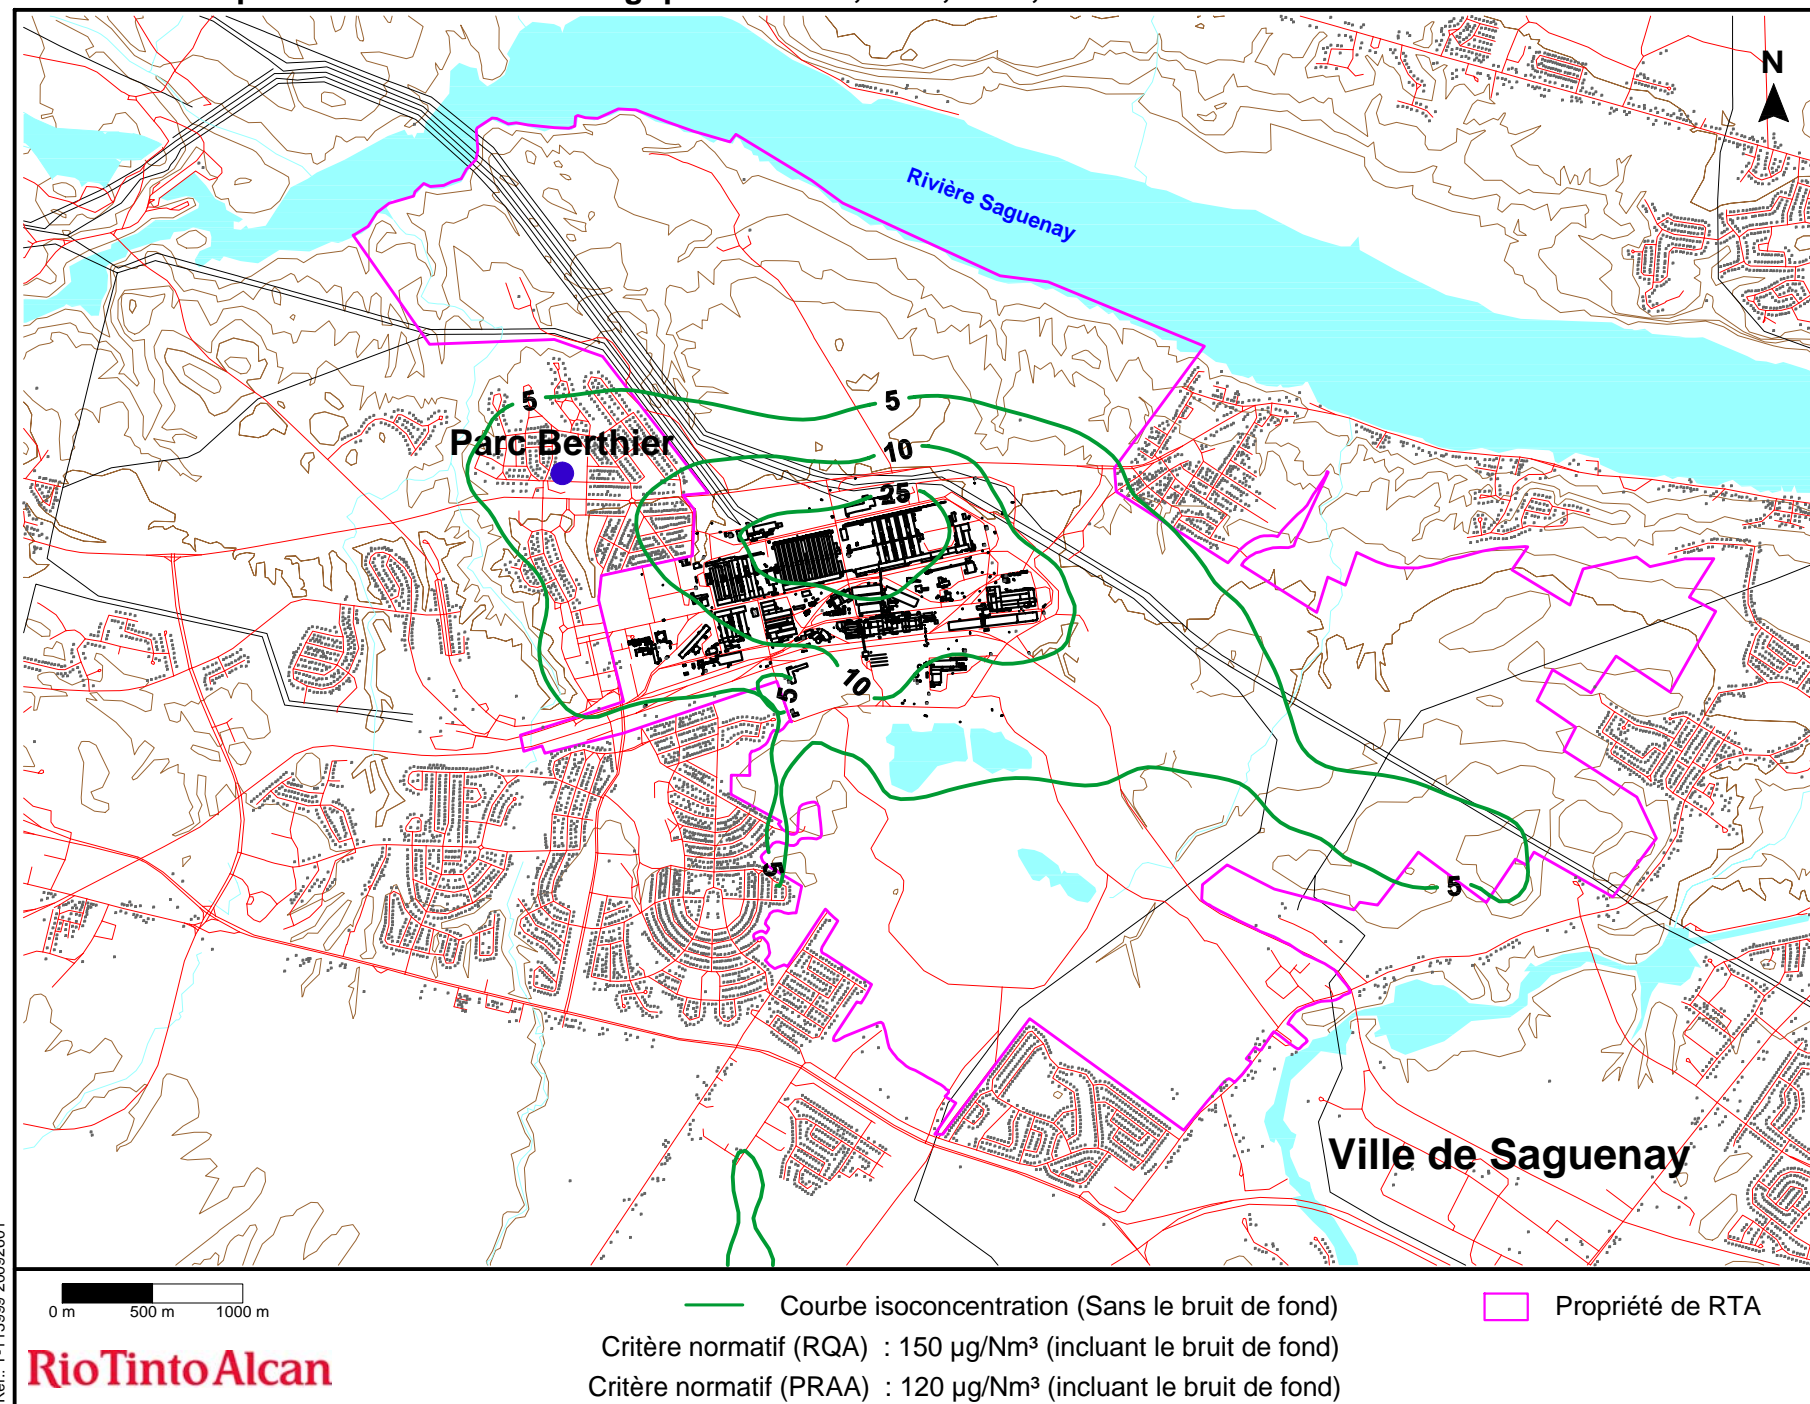 N
Rivière Saguenay
5
5
Parc Berthier
10
25
10
5
5
5
Ville de Saguenay
0 m 500 m 1000 m
Courbe isoconcentration (Sans le bruit de fond)
Propriété de RTA
Critère normatif (RQA) : 150 µg/Nm³ (incluant le bruit de fond)
Critère normatif (PRAA) : 120 µg/Nm³ (incluant le bruit de fond)
RioTintoAlcan